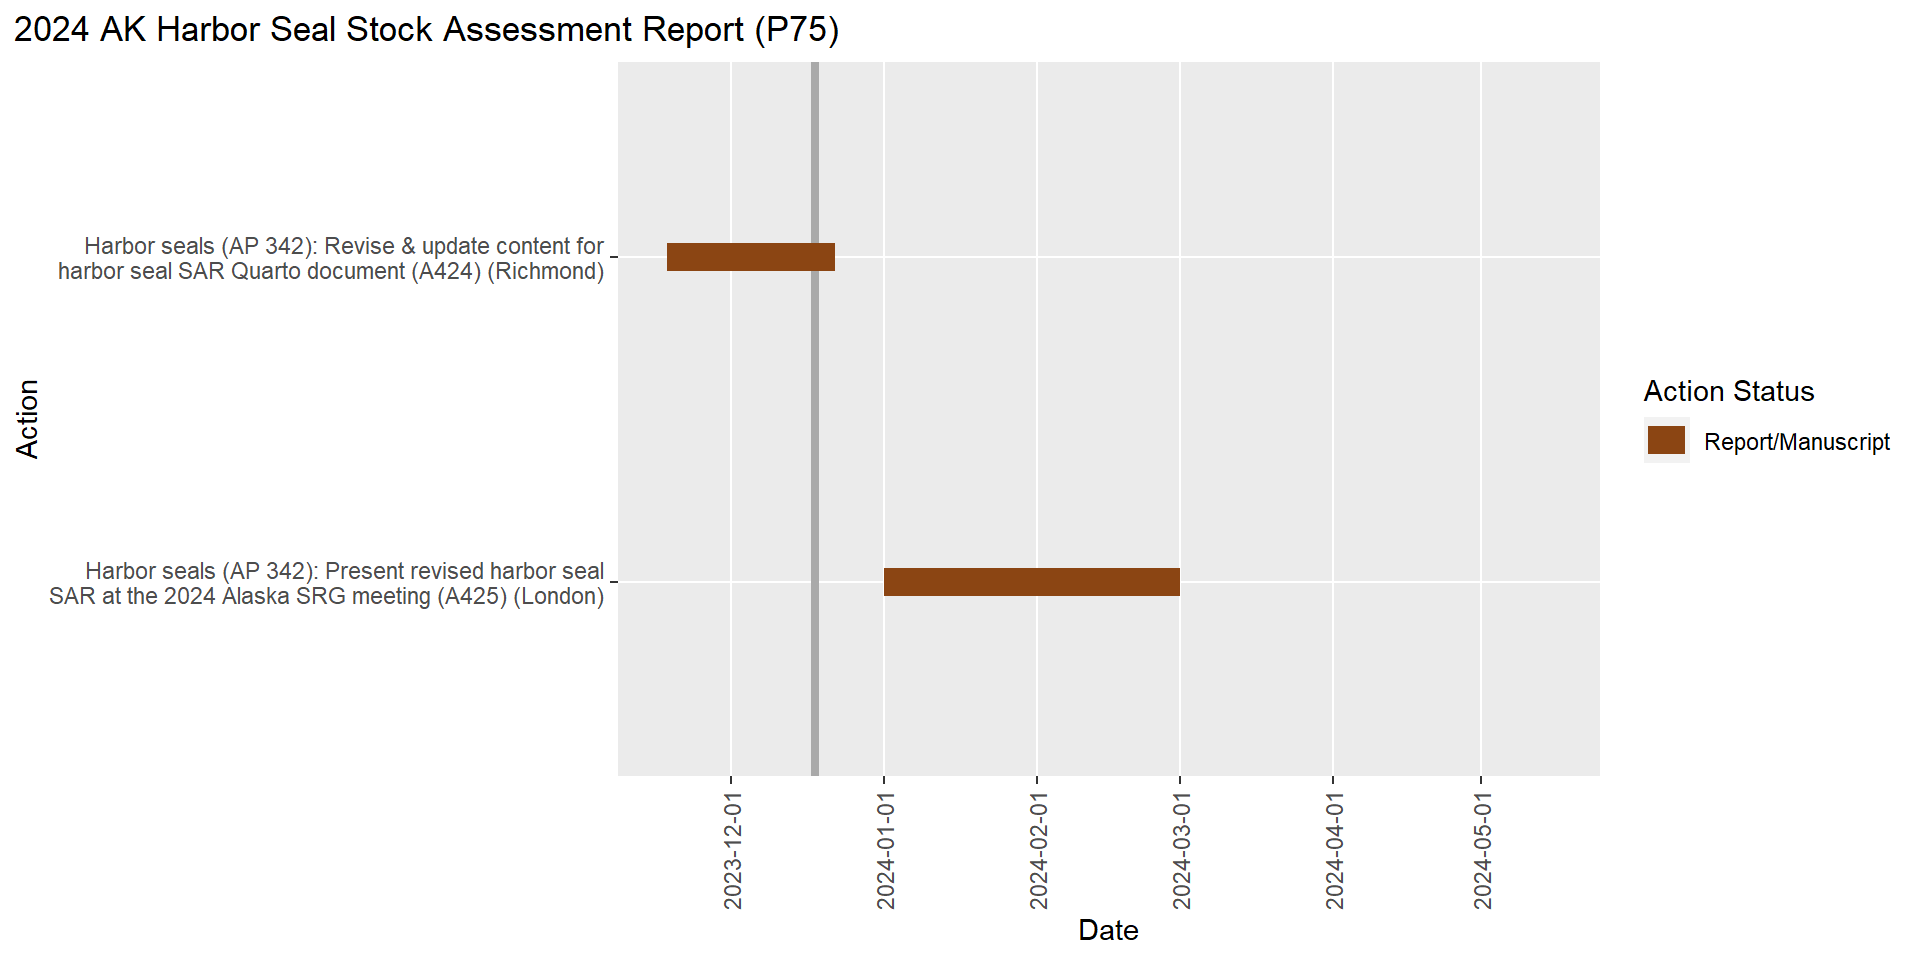 2024 AK Harbor Seal Stock Assessment Report (P75)
Harbor seals (AP 342): Revise & update content for
harbor seal SAR Quarto document (A424) (Richmond)
Harbor seals (AP 342): Present revised harbor seal
SAR at the 2024 Alaska SRG meeting (A425) (London)
Action
2023-12-01
2024-01-01
2024-02-01
2024-03-01
2024-04-01
2024-05-01
Date
Action Status
Report/Manuscript